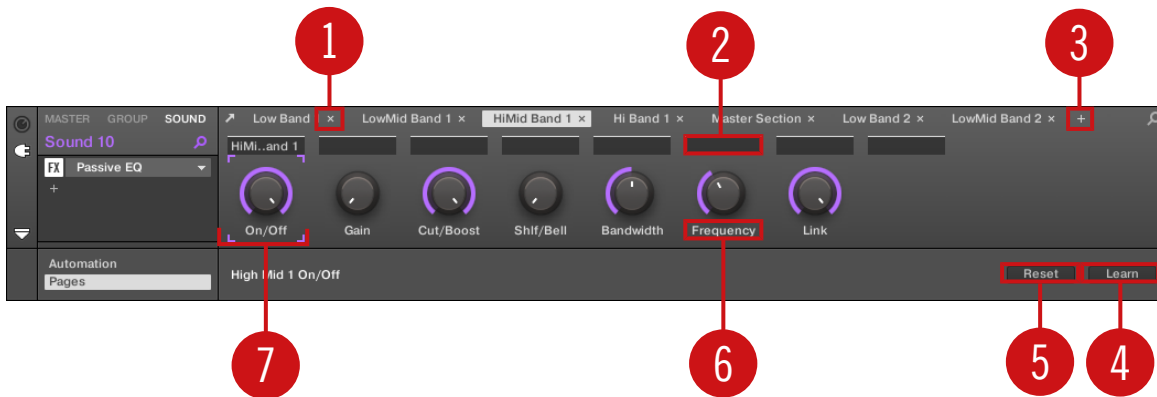 1 2 3
MASTER GROUP SOUND
Low Band × LowMid Band 1 × HiMid Band 1 × Hi Band 1 × Master Section × Low Band 2 × LowMid Band 2 × +
Sound 10
HiMi..and 1
FX Passive EQ
+
On/Off Gain Cut/Boost Shlf/Bell Bandwidth Frequency Link
Automation
Pages
High Mid 1 On/Off
Reset Learn
7 6 5 4